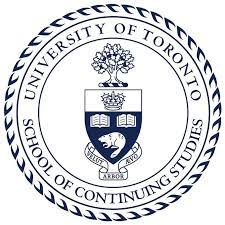 UNIVERSITY OF TORONTO
SCHOOL OF CONTINUING STUDIES
VELUT ARBOR ÆVO